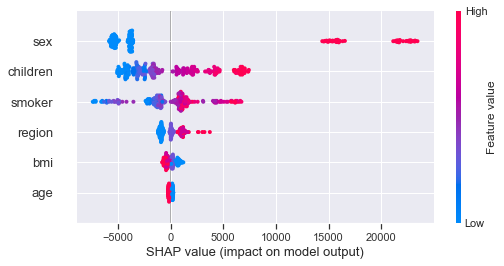 High
sex
children
smoker
region
bmi
age
Feature value
Low
−5000 0 5000 10000 15000 20000
SHAP value (impact on model output)